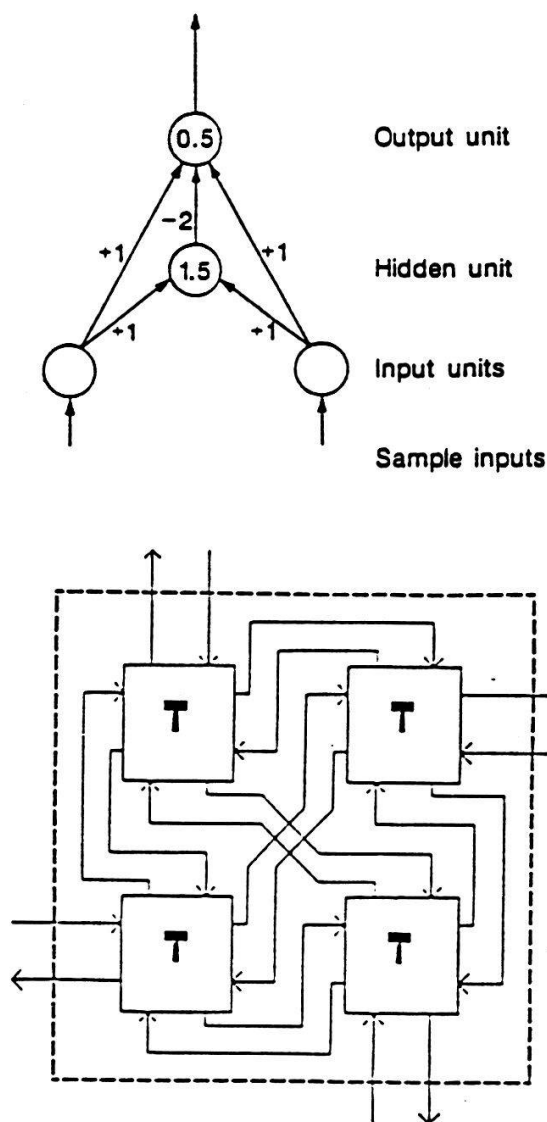 0.5 Output unit
-2
+1 +1
1.5 Hidden unit
+1 +1
Input units
Sample inputs
T T
T T